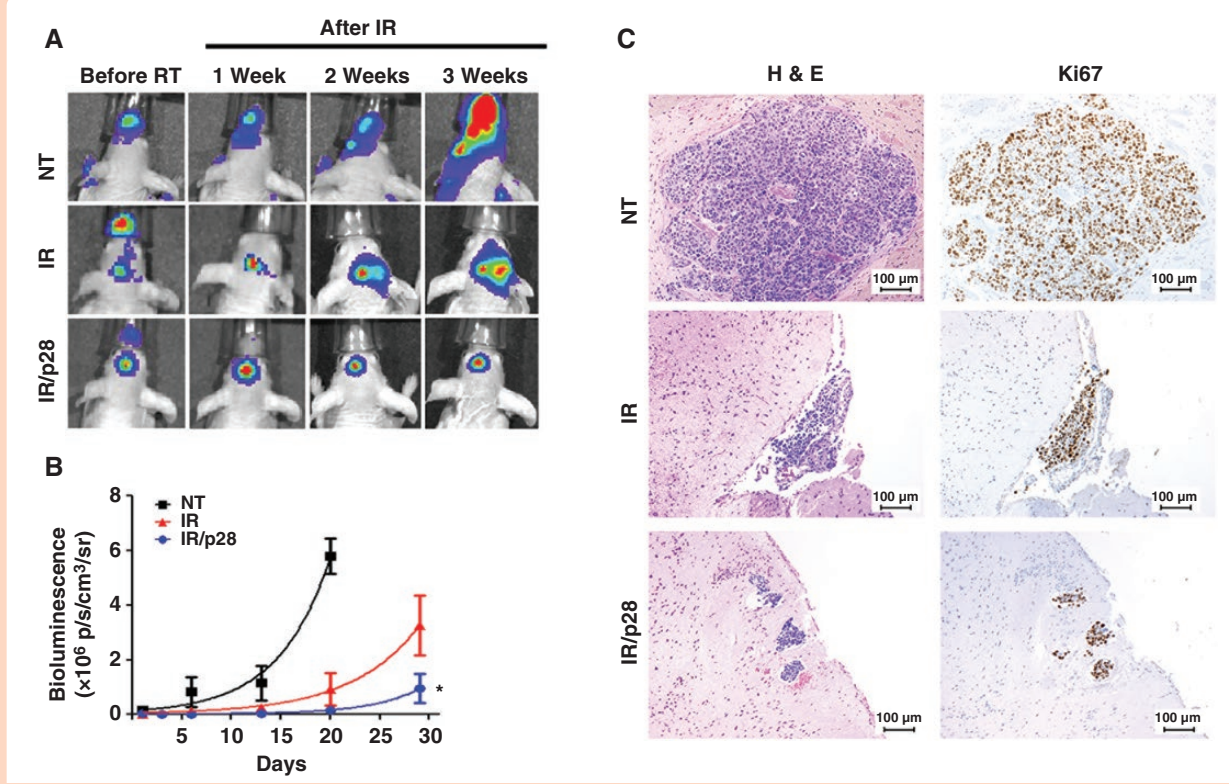 A
After IR
Before RT 1 Week 2 Weeks 3 Weeks
NT
IR
IR/p28
B
8
6
4
2
0
Bioluminescence
(×10⁶ p/s/cm³/sr)
NT
IR
IR/p28
*
5 10 15 20 25 30
Days
C
H & E Ki67
NT
100 µm 100 µm
IR
100 µm 100 µm
IR/p28
100 µm 100 µm